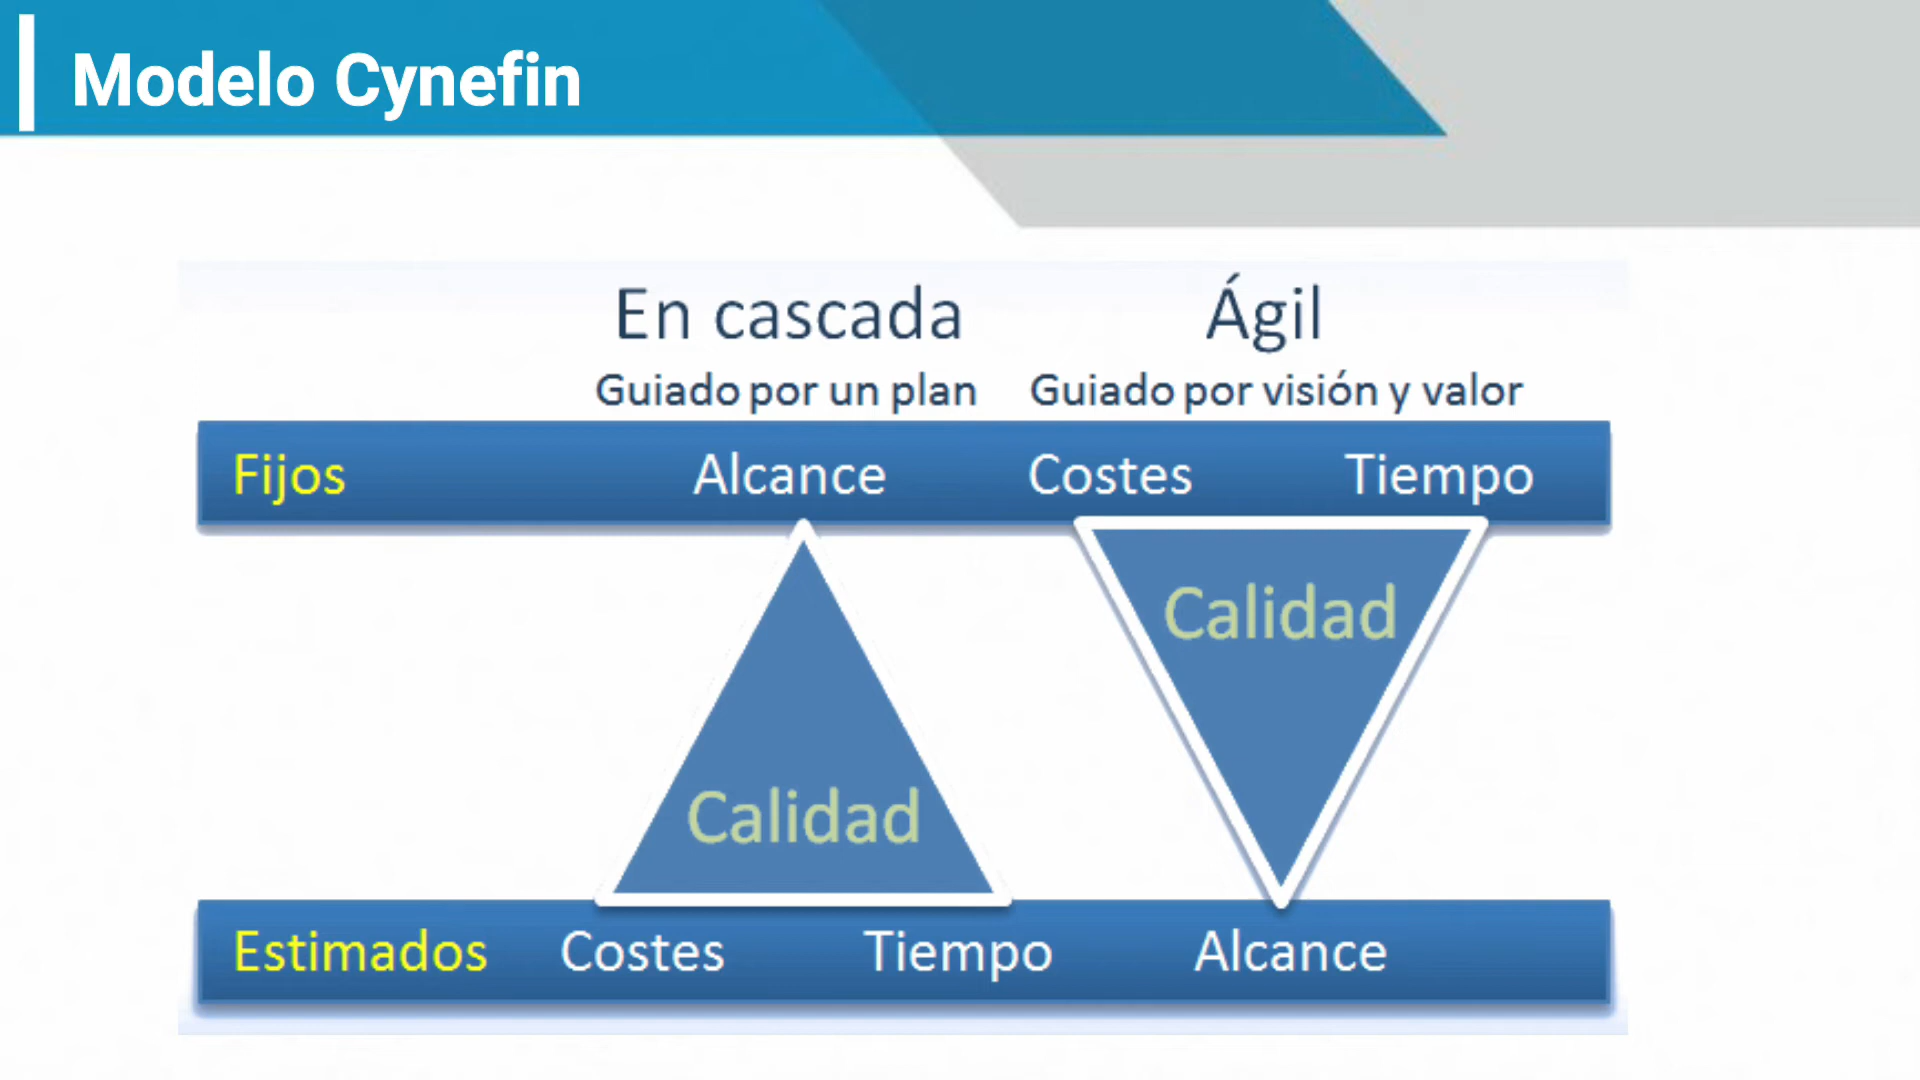 Modelo Cynefin
En cascada Ágil
Guiado por un plan Guiado por visión y valor
Fijos Alcance Costes Tiempo
Calidad
Calidad
Estimados Costes Tiempo Alcance